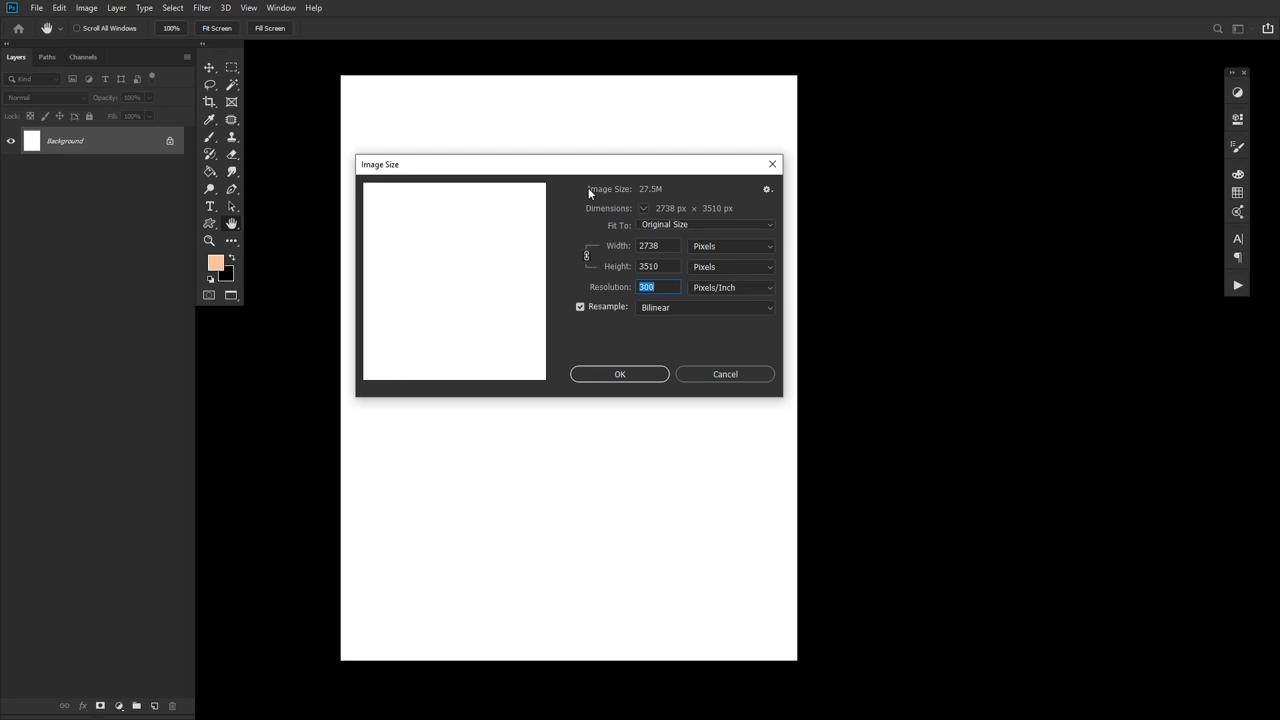 Ps File Edit Image Layer Type Select Filter 3D View Window Help
Scroll All Windows 100% Fit Screen Fill Screen
Layers Paths Channels
Kind
Normal Opacity: 100%
Lock: Fill: 100%
Background
Image Size
Image Size: 27.5M
Dimensions: 2738 px × 3510 px
Fit To: Original Size
Width: 2738 Pixels
Height: 3510 Pixels
Resolution: 300 Pixels/Inch
Resample: Bilinear
OK Cancel
fx